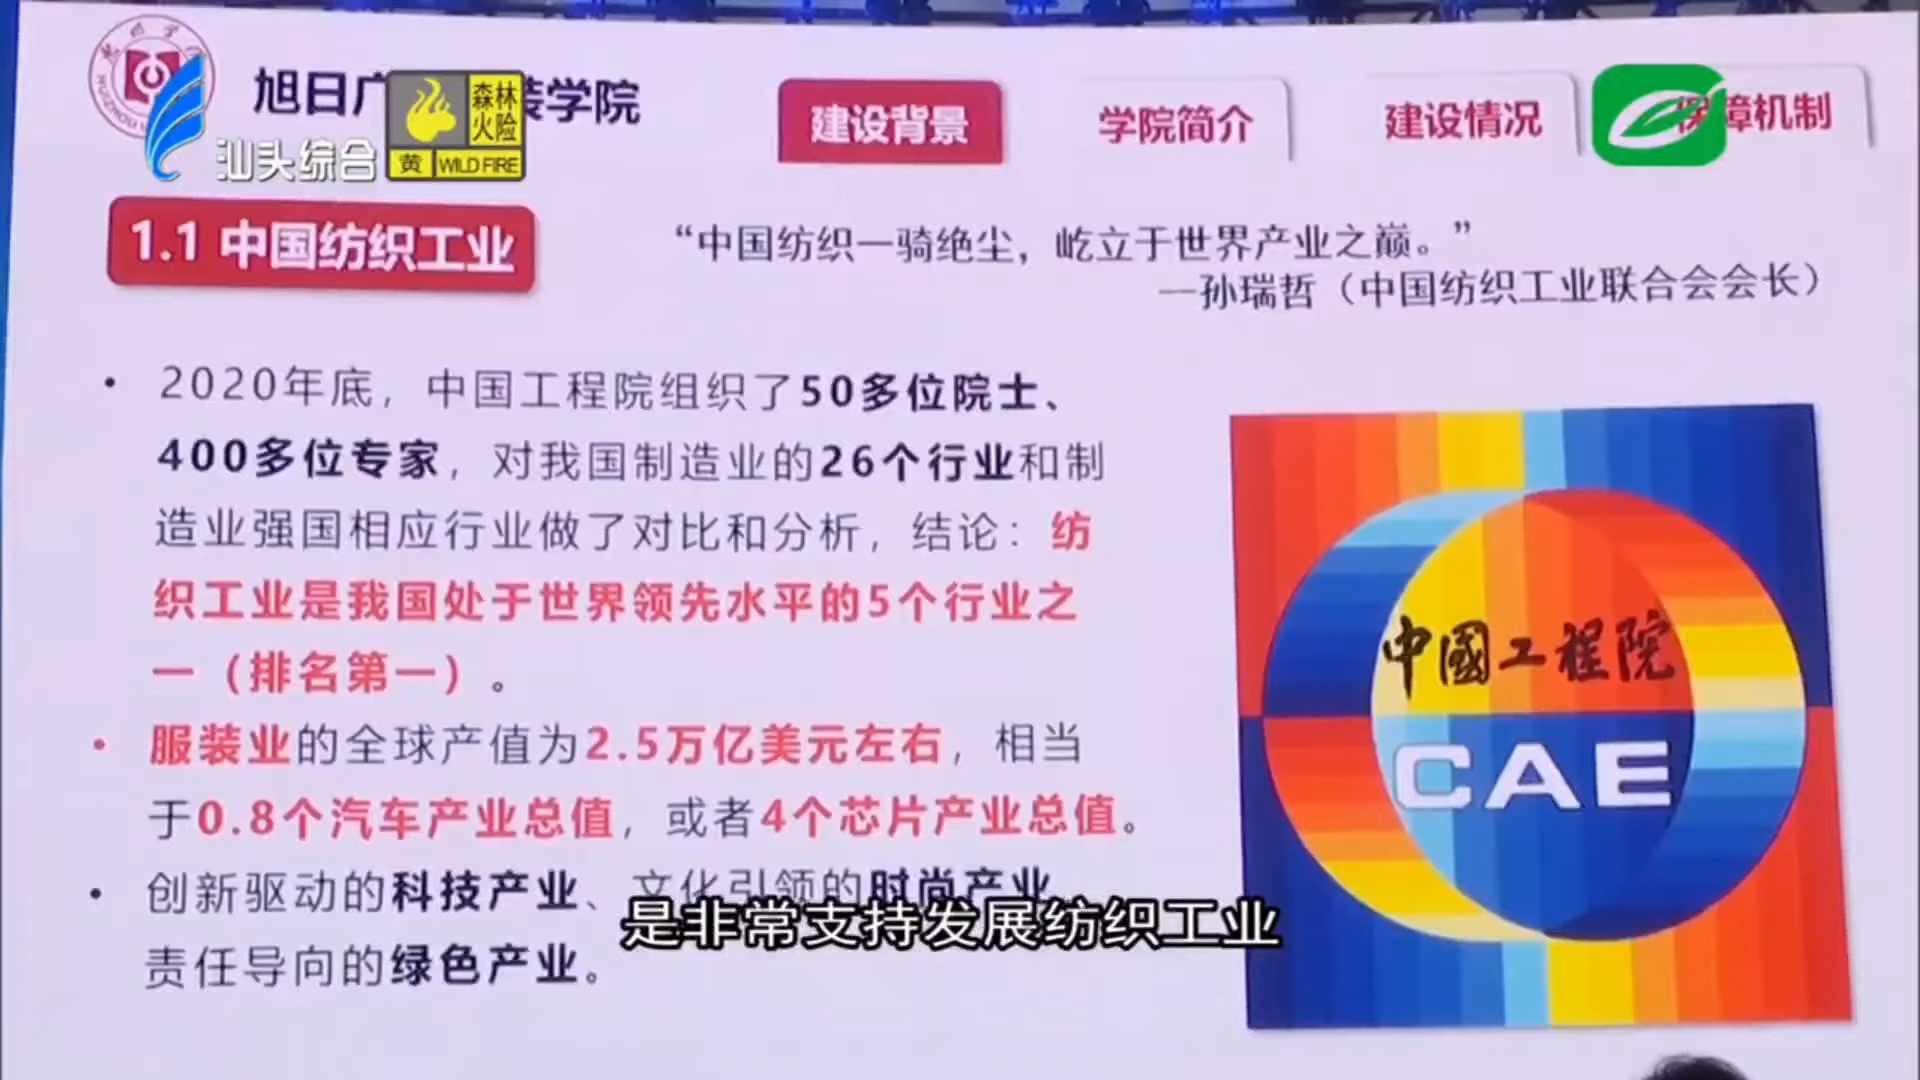 旭日广
装学院
汕头综合
森林
火险
黄
WILD FIRE
建设背景
学院简介
建设情况
保障机制
1.1 中国纺织工业
“中国纺织一骑绝尘，屹立于世界产业之巅。”
—孙瑞哲（中国纺织工业联合会会长）
• 2020年底，中国工程院组织了50多位院士、
400多位专家，对我国制造业的26个行业和制
造业强国相应行业做了对比和分析，结论：纺
织工业是我国处于世界领先水平的5个行业之
一（排名第一）。
• 服装业的全球产值为2.5万亿美元左右，相当
于0.8个汽车产业总值，或者4个芯片产业总值。
• 创新驱动的科技产业、文化引领的时尚产业
责任导向的绿色产业。
中國工程院
CAE
是非常支持发展纺织工业